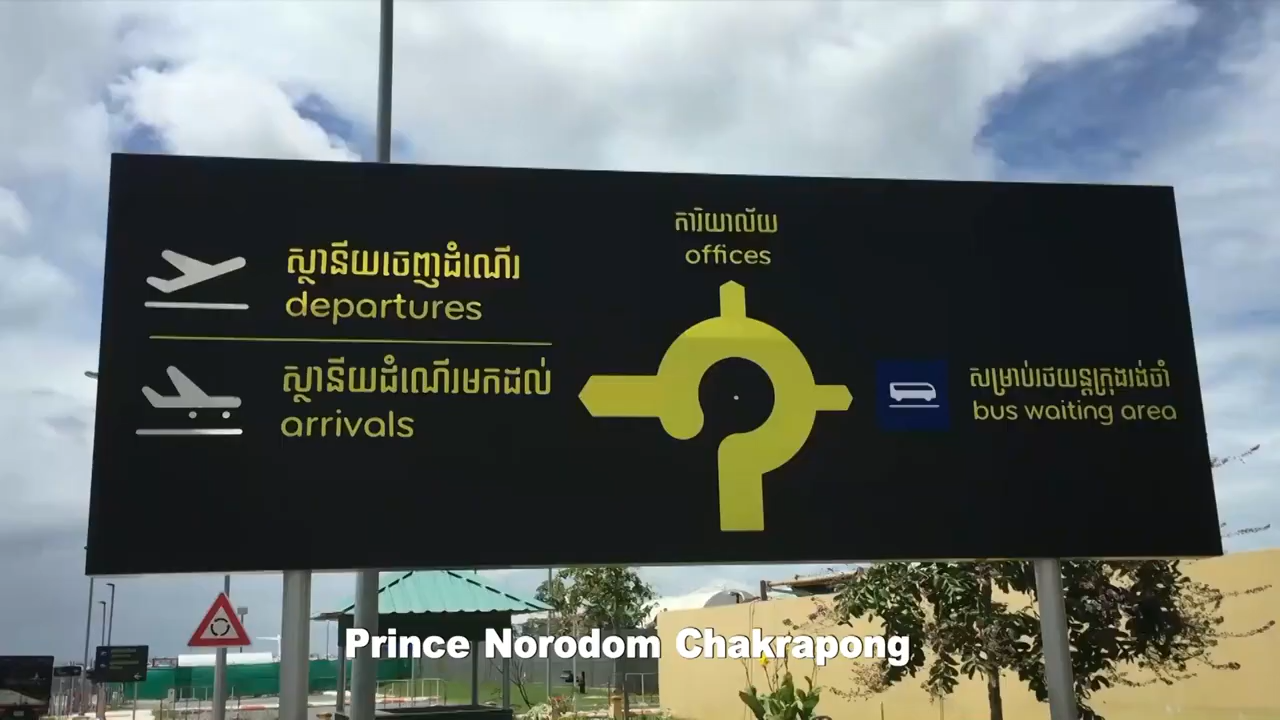 ស្ថានីយចេញដំណើរ
departures
ស្ថានីយដំណើរមកដល់
arrivals
ការិយាល័យ
offices
សម្រាប់រថយន្តក្រុងរង់ចាំ
bus waiting area
Prince Norodom Chakrapong